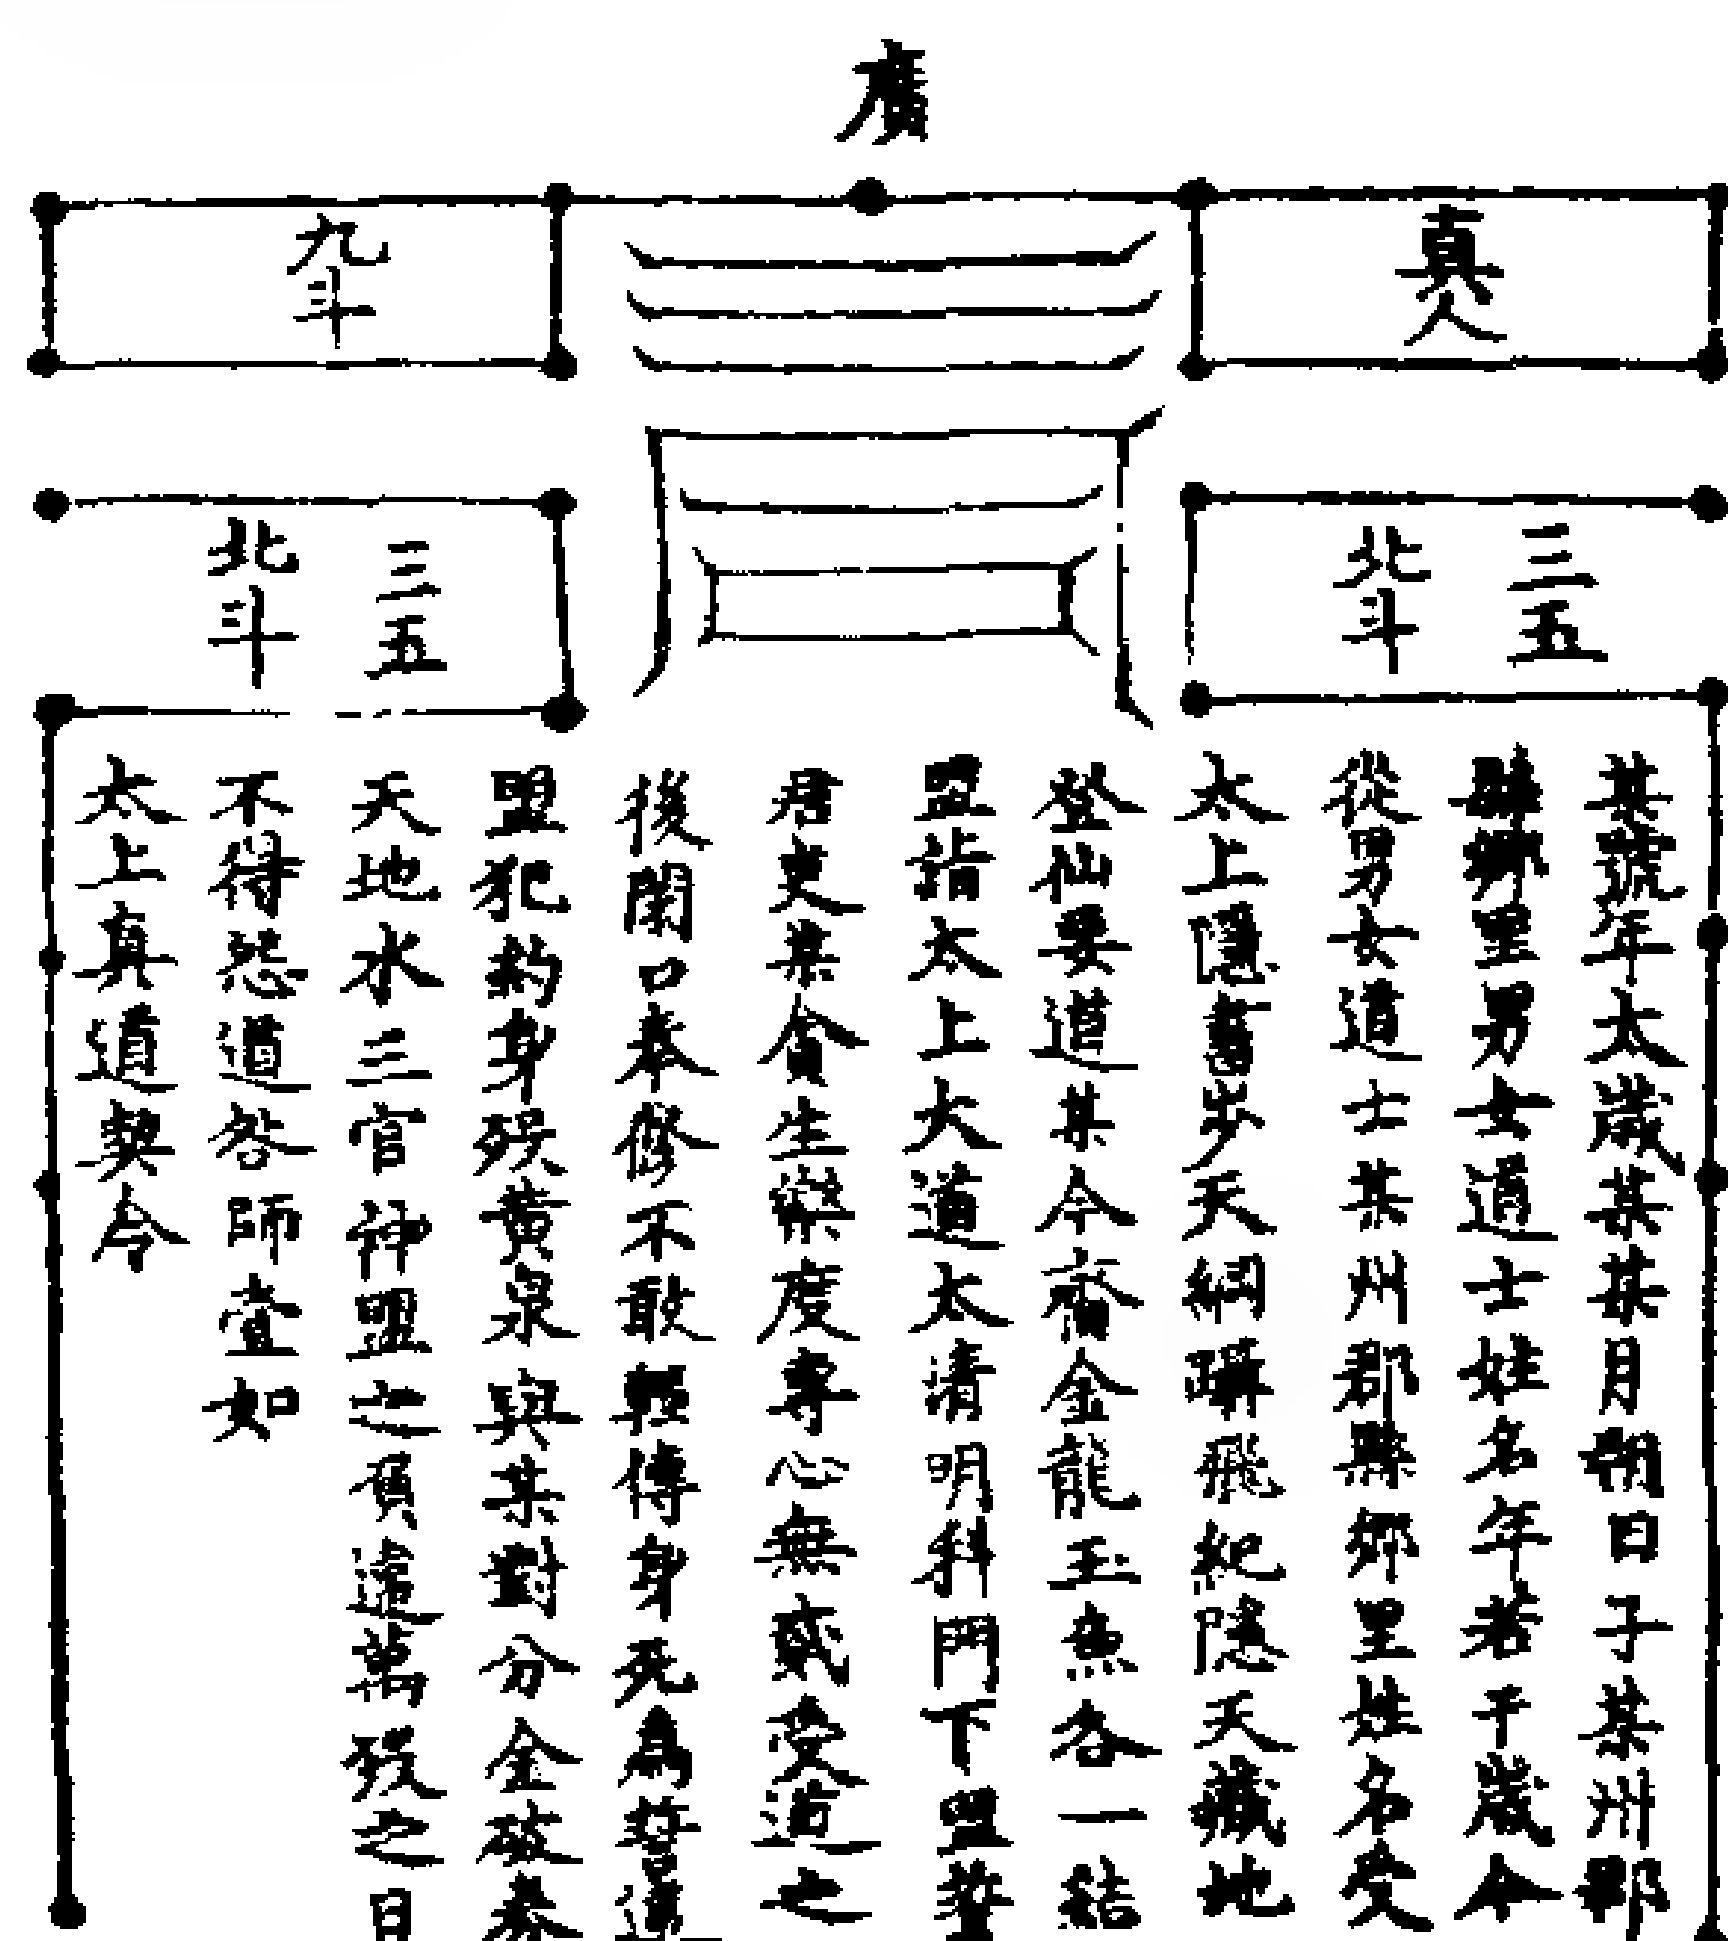 廣
真人
九斗
三五
北斗
三五
北斗
某號年太歲某某月朔日子某州郡
縣鄉里男女道士姓名年若干歲今
從男女道士某州郡縣鄉里姓名受
太上隱書步天綱躡飛紀隱天藏地
登仙要道某今齎金龍玉魚各一結
盟詣太上大道太清明科門下盟誓
君吏某貪生樂度專心無貳受道之
後閉口奉修不敢輕傳身死為誓違
盟犯約身歿黃泉與某對分金破券
天地水三官神盟之負違萬歿之日
不得怨道咎師壹如
太上真道契令